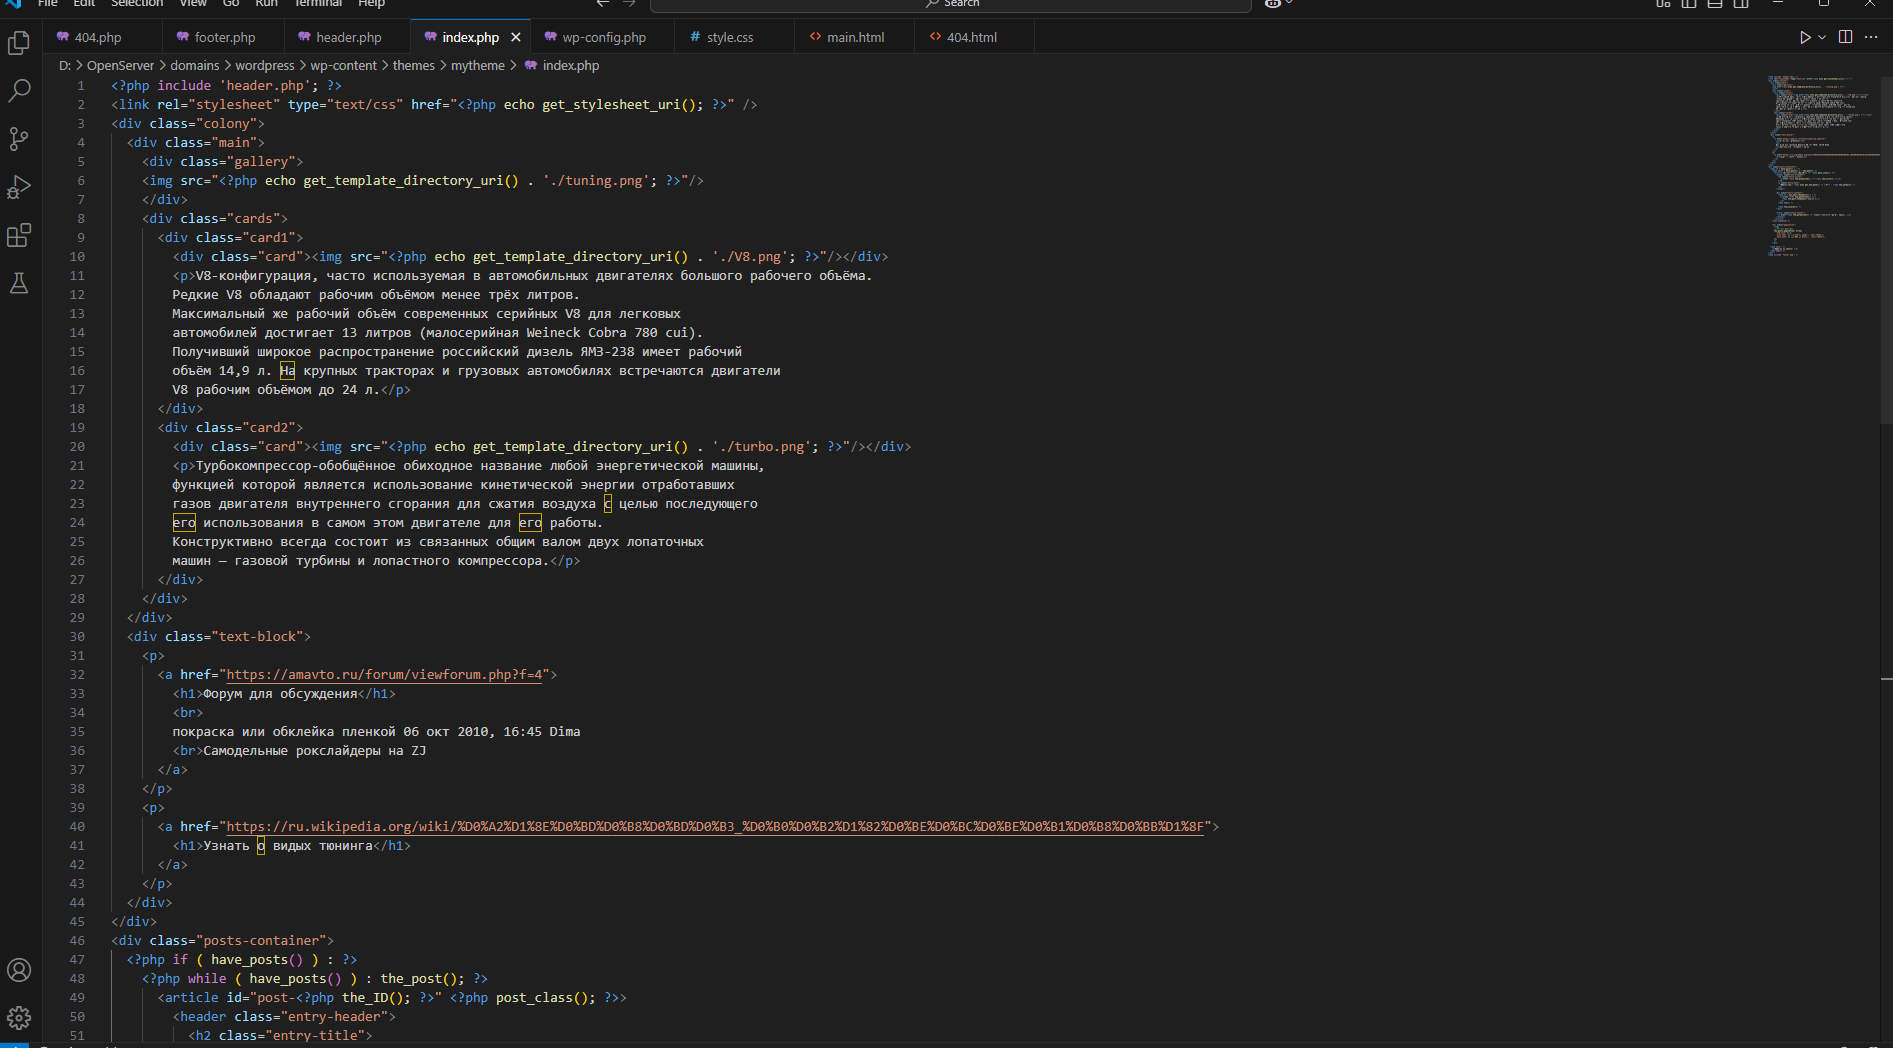 File Edit Selection View Go Run Terminal Help Search
404.php footer.php header.php index.php wp-config.php style.css main.html 404.html
D: > OpenServer > domains > wordpress > wp-content > themes > mytheme > index.php
1 <?php include 'header.php'; ?>
2 <link rel="stylesheet" type="text/css" href="<?php echo get_stylesheet_uri(); ?>" />
3 <div class="colony">
4 <div class="main">
5 <div class="gallery">
6 <img src="<?php echo get_template_directory_uri() . './tuning.png'; ?>"/>
7 </div>
8 <div class="cards">
9 <div class="card1">
10 <div class="card"><img src="<?php echo get_template_directory_uri() . './V8.png'; ?>"/></div>
11 <p>V8-конфигурация, часто используемая в автомобильных двигателях большого рабочего объёма.
12 Редкие V8 обладают рабочим объёмом менее трёх литров.
13 Максимальный же рабочий объём современных серийных V8 для легковых
14 автомобилей достигает 13 литров (малосерийная Weineck Cobra 780 cui).
15 Получивший широкое распространение российский дизель ЯМЗ-238 имеет рабочий
16 объём 14,9 л. На крупных тракторах и грузовых автомобилях встречаются двигатели
17 V8 рабочим объёмом до 24 л.</p>
18 </div>
19 <div class="card2">
20 <div class="card"><img src="<?php echo get_template_directory_uri() . './turbo.png'; ?>"/></div>
21 <p>Турбокомпрессор-обобщённое обиходное название любой энергетической машины,
22 функцией которой является использование кинетической энергии отработавших
23 газов двигателя внутреннего сгорания для сжатия воздуха с целью последующего
24 его использования в самом этом двигателе для его работы.
25 Конструктивно всегда состоит из связанных общим валом двух лопаточных
26 машин — газовой турбины и лопастного компрессора.</p>
27 </div>
28 </div>
29 </div>
30 <div class="text-block">
31 <p>
32 <a href="https://amavto.ru/forum/viewforum.php?f=4">
33 <h1>Форум для обсуждения</h1>
34 <br>
35 покраска или обклейка пленкой 06 окт 2010, 16:45 Dima
36 <br>Самодельные рокслайдеры на ZJ
37 </a>
38 </p>
39 <p>
40 <a href="https://ru.wikipedia.org/wiki/%D0%A2%D1%8E%D0%BD%D0%B8%D0%BD%D0%B3_%D0%B0%D0%B2%D1%82%D0%BE%D0%BC%D0%BE%D0%B1%D0%B8%D0%BB%D1%8F">
41 <h1>Узнать о видых тюнинга</h1>
42 </a>
43 </p>
44 </div>
45 </div>
46 <div class="posts-container">
47 <?php if ( have_posts() ) : ?>
48 <?php while ( have_posts() ) : the_post(); ?>
49 <article id="post-<?php the_ID(); ?>" <?php post_class(); ?>>
50 <header class="entry-header">
51 <h2 class="entry-title">